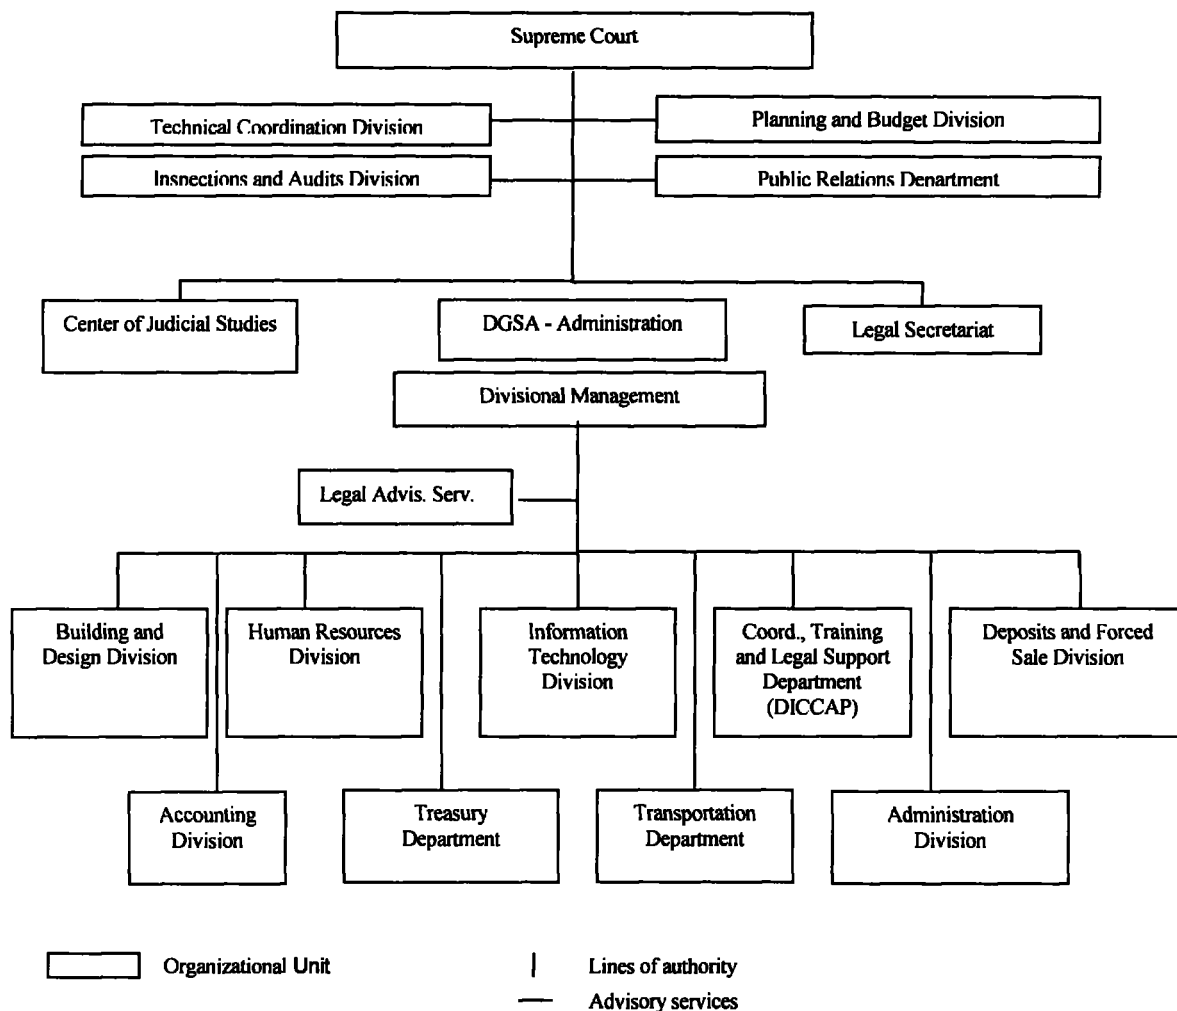 Supreme Court
Technical Coordination Division
Planning and Budget Division
Insnections and Audits Division
Public Relations Denartment
Center of Judicial Studies
DGSA - Administration
Legal Secretariat
Divisional Management
Legal Advis. Serv.
Building and
Design Division
Human Resources
Division
Information
Technology
Division
Coord., Training
and Legal Support
Department
(DICCAP)
Deposits and Forced
Sale Division
Accounting
Division
Treasury
Department
Transportation
Department
Administration
Division
Organizational Unit
Lines of authority
Advisory services